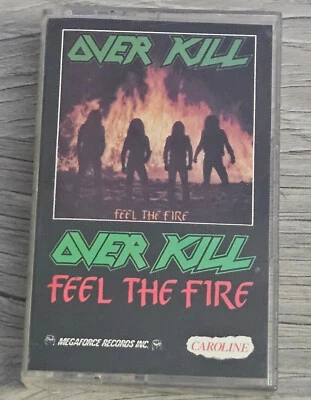 OVER KILL
FEEL THE FIRE
OVER KILL
FEEL THE FIRE
MEGAFORCE RECORDS INC.
CAROLINE